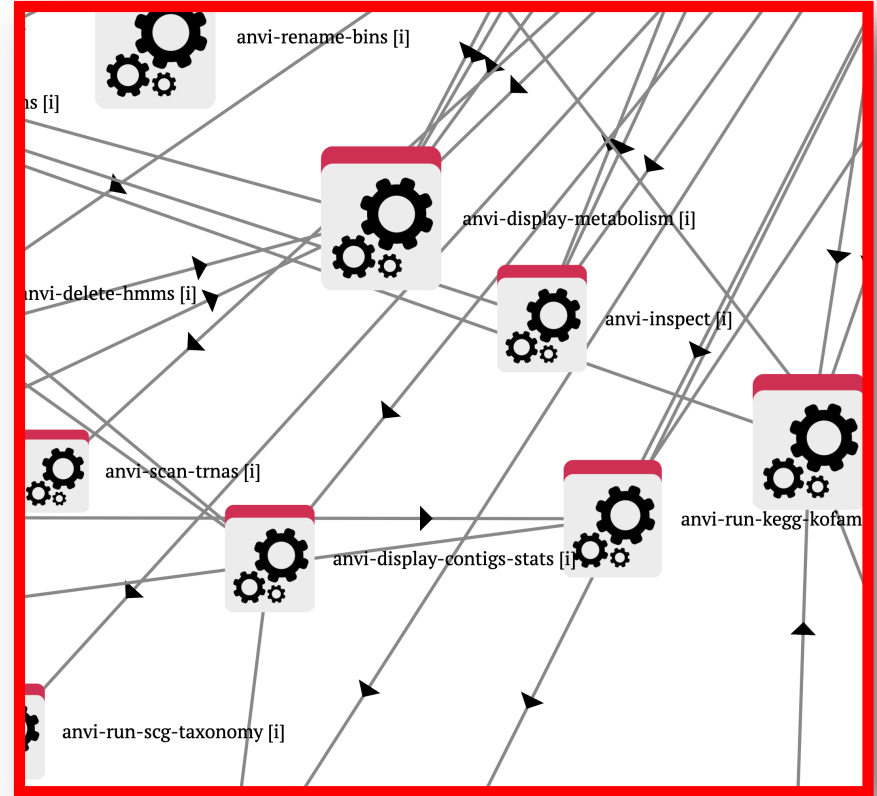 anvi-rename-bins [i]
[i]
anvi-display-metabolism [i]
anvi-delete-hmms [i]
anvi-inspect [i]
anvi-scan-trnas [i]
anvi-run-kegg-kofam
anvi-display-contigs-stats [i]
anvi-run-scg-taxonomy [i]